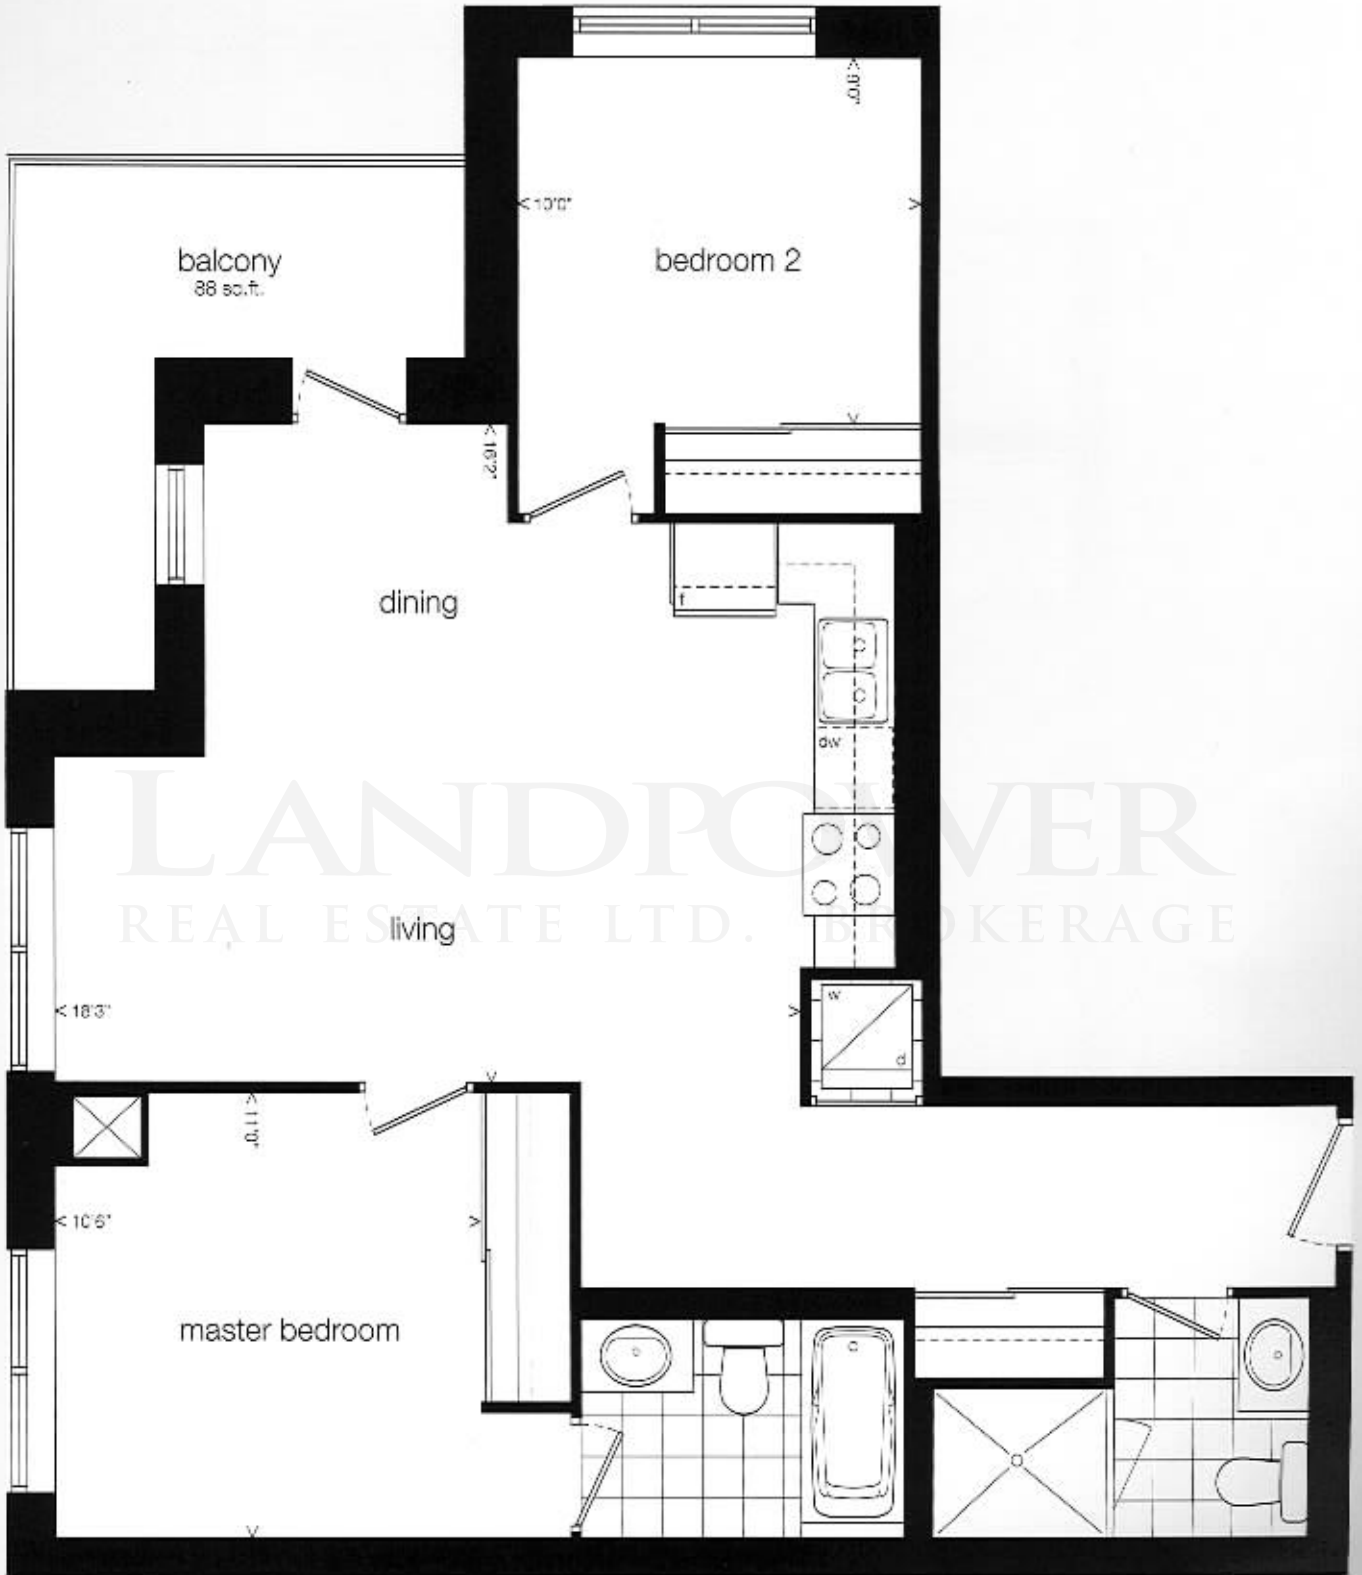 9'0"
10'0"
bedroom 2
balcony
88 sq.ft.
16'2"
dining
f
dw
LANDPOWER
REAL ESTATE LTD. BROKERAGE
living
18'3"
w
d
11'0"
10'6"
master bedroom